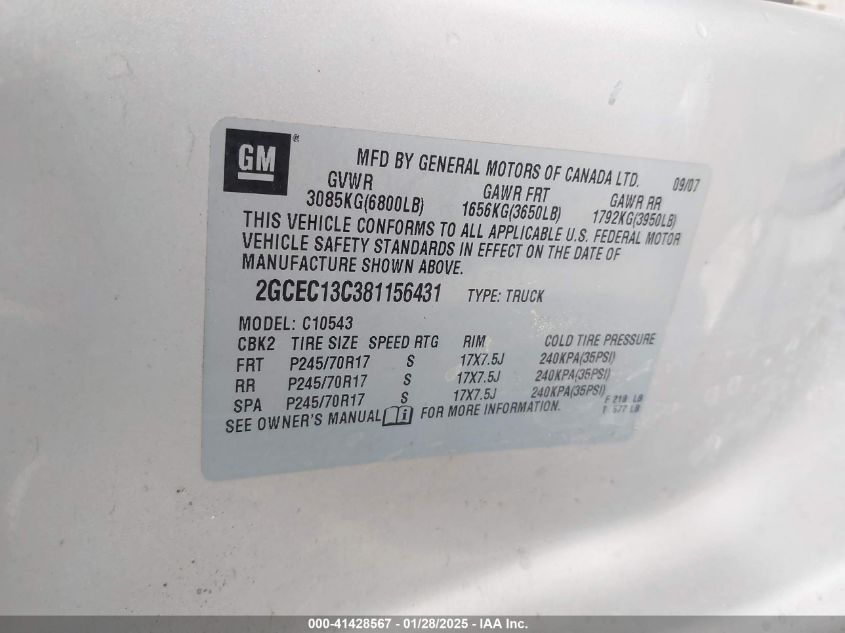 GM ®
MFD BY GENERAL MOTORS OF CANADA LTD. 09/07
GVWR GAWR FRT GAWR RR
3085KG(6800LB) 1656KG(3650LB) 1792KG(3950LB)
THIS VEHICLE CONFORMS TO ALL APPLICABLE U.S. FEDERAL MOTOR
VEHICLE SAFETY STANDARDS IN EFFECT ON THE DATE OF
MANUFACTURE SHOWN ABOVE.
2GCEC13C381156431 TYPE: TRUCK
MODEL: C10543
CBK2 TIRE SIZE SPEED RTG RIM COLD TIRE PRESSURE
FRT P245/70R17 S 17X7.5J 240KPA(35PSI)
RR P245/70R17 S 17X7.5J 240KPA(35PSI)
SPA P245/70R17 S 17X7.5J 240KPA(35PSI)
F 218 LB
T 577 LB
SEE OWNER'S MANUAL i FOR MORE INFORMATION.
000-41428567 - 01/28/2025 - IAA Inc.